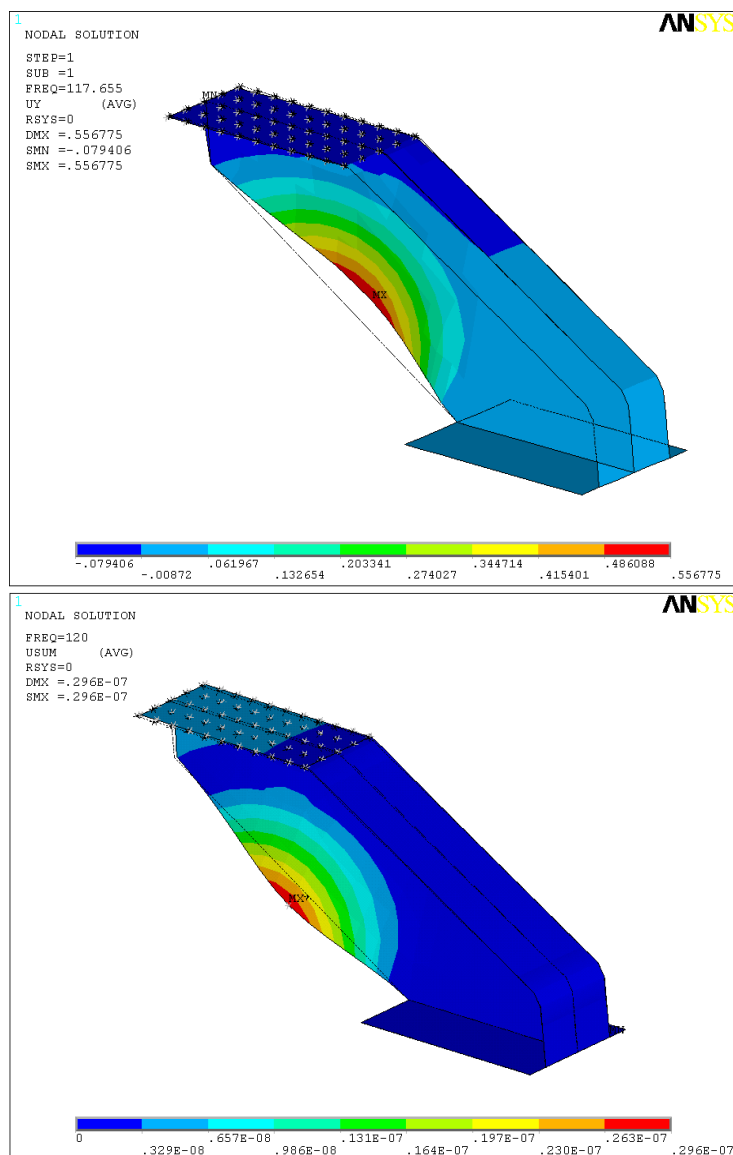 1
ANSYS
NODAL SOLUTION
STEP=1
SUB =1
FREQ=117.655
UY (AVG)
RSYS=0
DMX =.556775
SMN =-.079406
SMX =.556775
MN
MX
-.079406 .061967 .203341 .344714 .486088
-.00872 .132654 .274027 .415401 .556775
1
ANSYS
NODAL SOLUTION
FREQ=120
USUM (AVG)
RSYS=0
DMX =.296E-07
SMX =.296E-07
MX
0 .657E-08 .131E-07 .197E-07 .263E-07
.329E-08 .986E-08 .164E-07 .230E-07 .296E-07